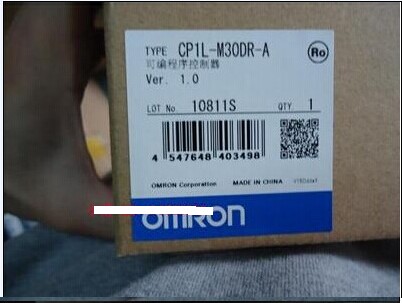 TYPE CP1L-M30DR-A
Ro
可编程序控制器
Ver. 1.0
LOT No. 10811S QTY 1
4 547648 403498
OMRON Corporation MADE IN CHINA
OMRON